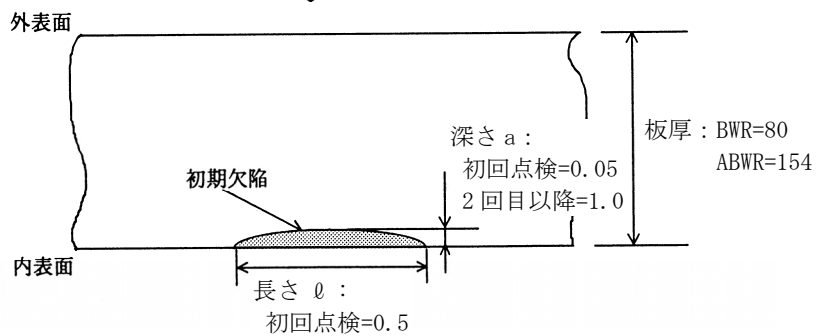 外表面
深さ a：
初回点検=0.05
２回目以降=1.0
板厚：BWR=80
ABWR=154
初期欠陥
内表面
長さ ℓ：
初回点検=0.5